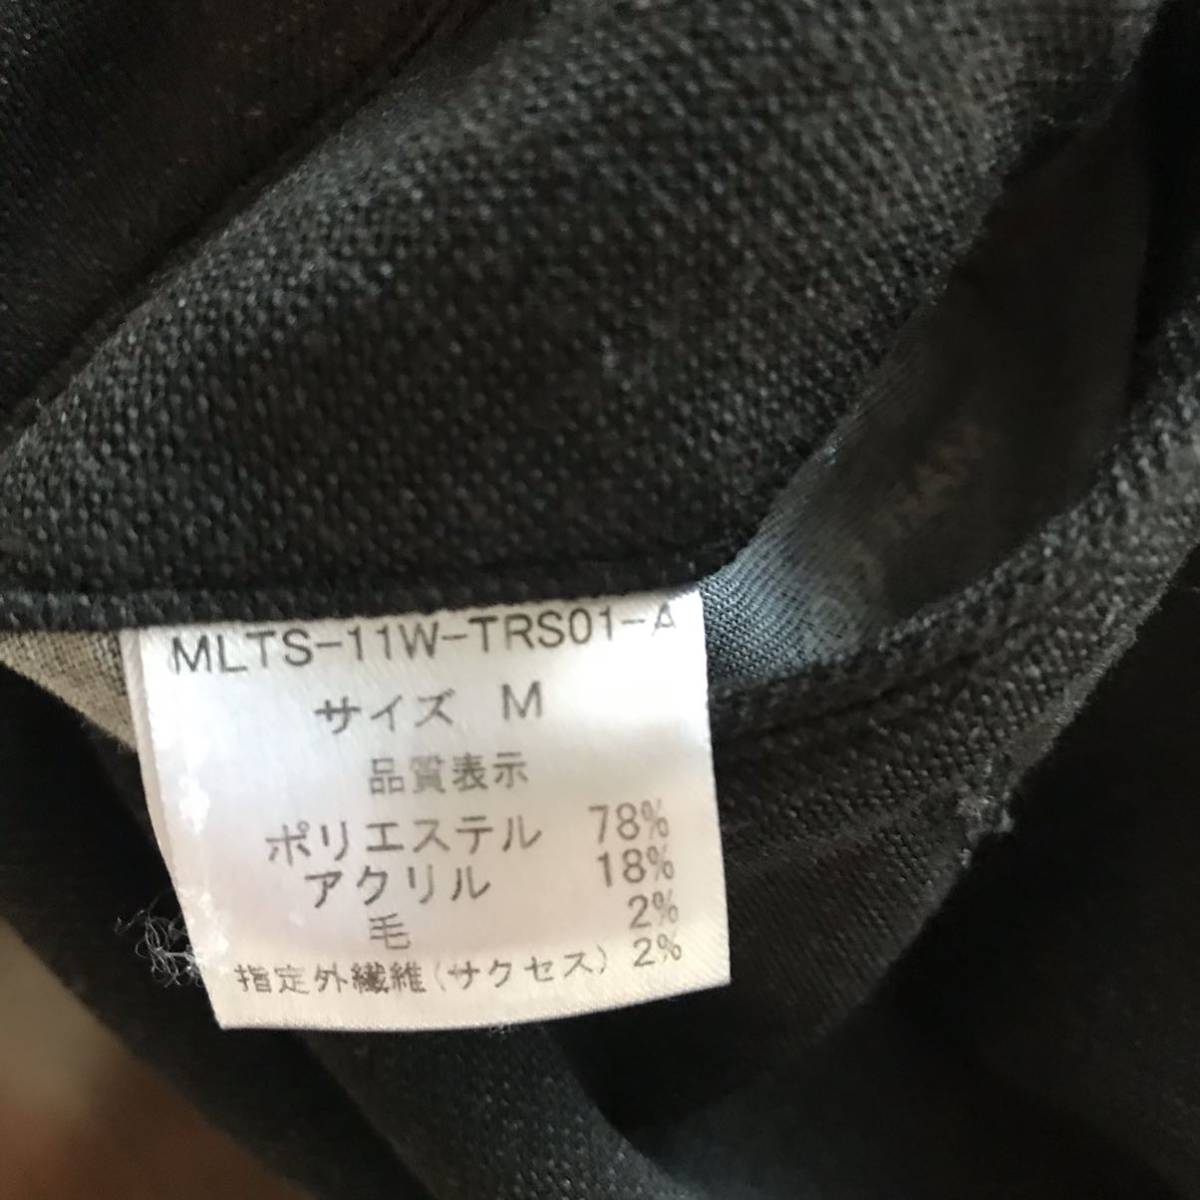 MLTS-11W-TRS01-A
サイズ M
品質表示
ポリエステル 78%
アクリル 18%
毛 2%
指定外繊維(サクセス) 2%